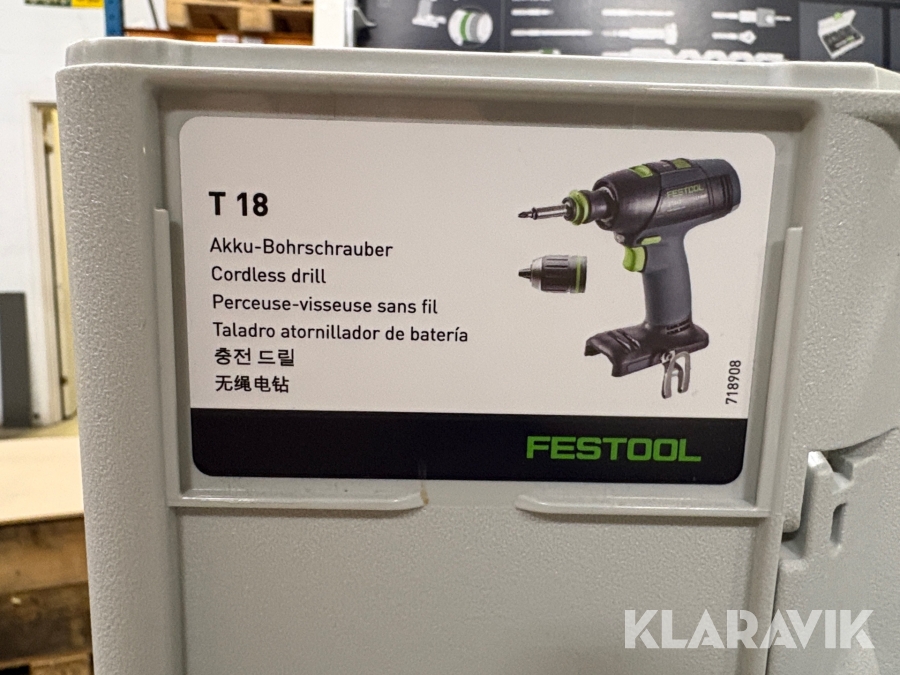 T 18
Akku-Bohrschrauber
Cordless drill
Perceuse-visseuse sans fil
Taladro atornillador de batería
충전 드릴
无绳电钻
FESTOOL
718908
FESTOOL
KLARAVIK